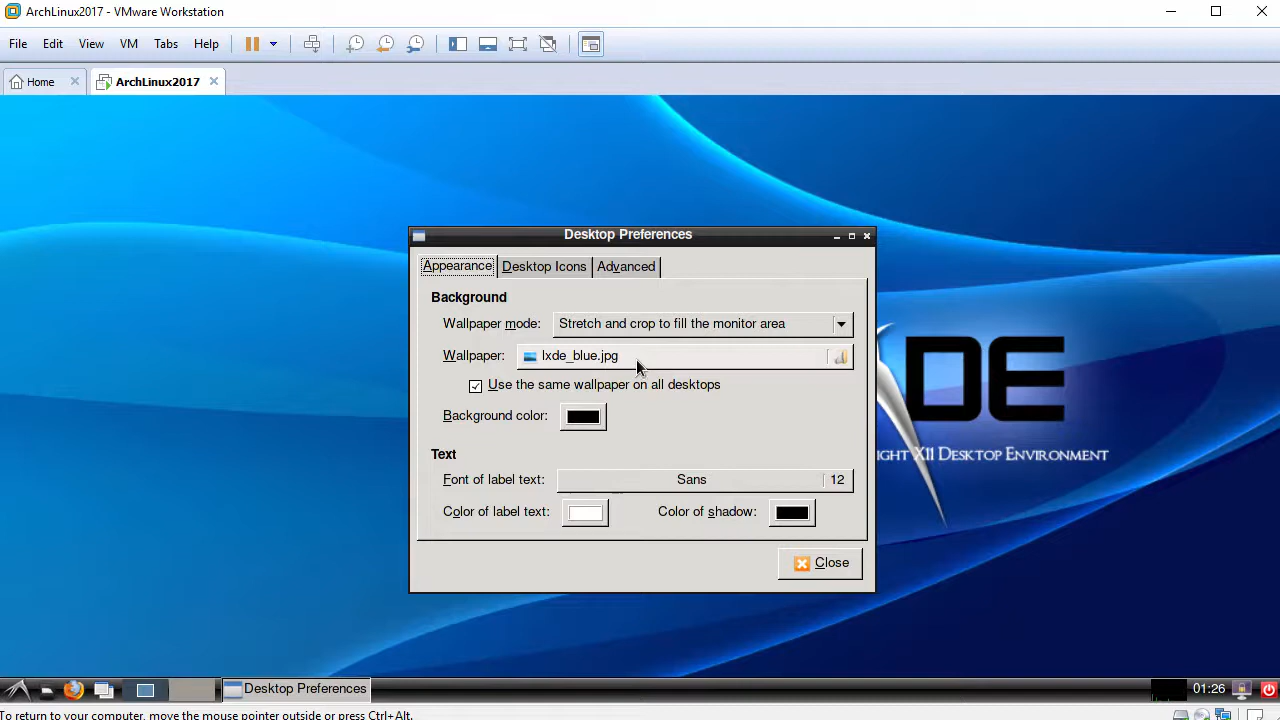 ArchLinux2017 - VMware Workstation
File Edit View VM Tabs Help
Home ArchLinux2017
Desktop Preferences
Appearance Desktop Icons Advanced
Background
Wallpaper mode: Stretch and crop to fill the monitor area
Wallpaper: lxde_blue.jpg
Use the same wallpaper on all desktops
Background color:
Text
Font of label text: Sans 12
Color of label text: Color of shadow:
Close
DE
ight X11 Desktop Environment
Desktop Preferences 01:26
To return to your computer, move the mouse pointer outside or press Ctrl+Alt.